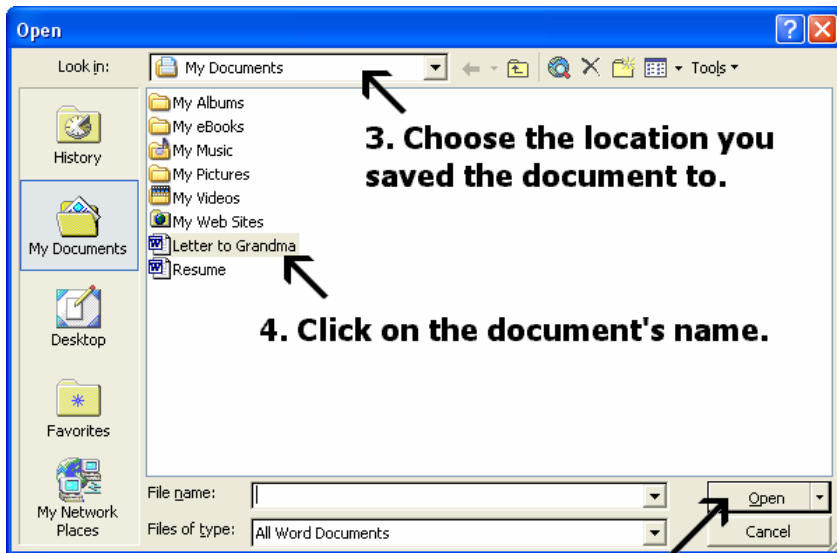 Open
Look in: My Documents Tools
My Albums
My eBooks
My Music
My Pictures
My Videos
My Web Sites
Letter to Grandma
Resume
3. Choose the location you
saved the document to.
4. Click on the document's name.
History
My Documents
Desktop
Favorites
My Network
Places
File name: Open
Files of type: All Word Documents Cancel